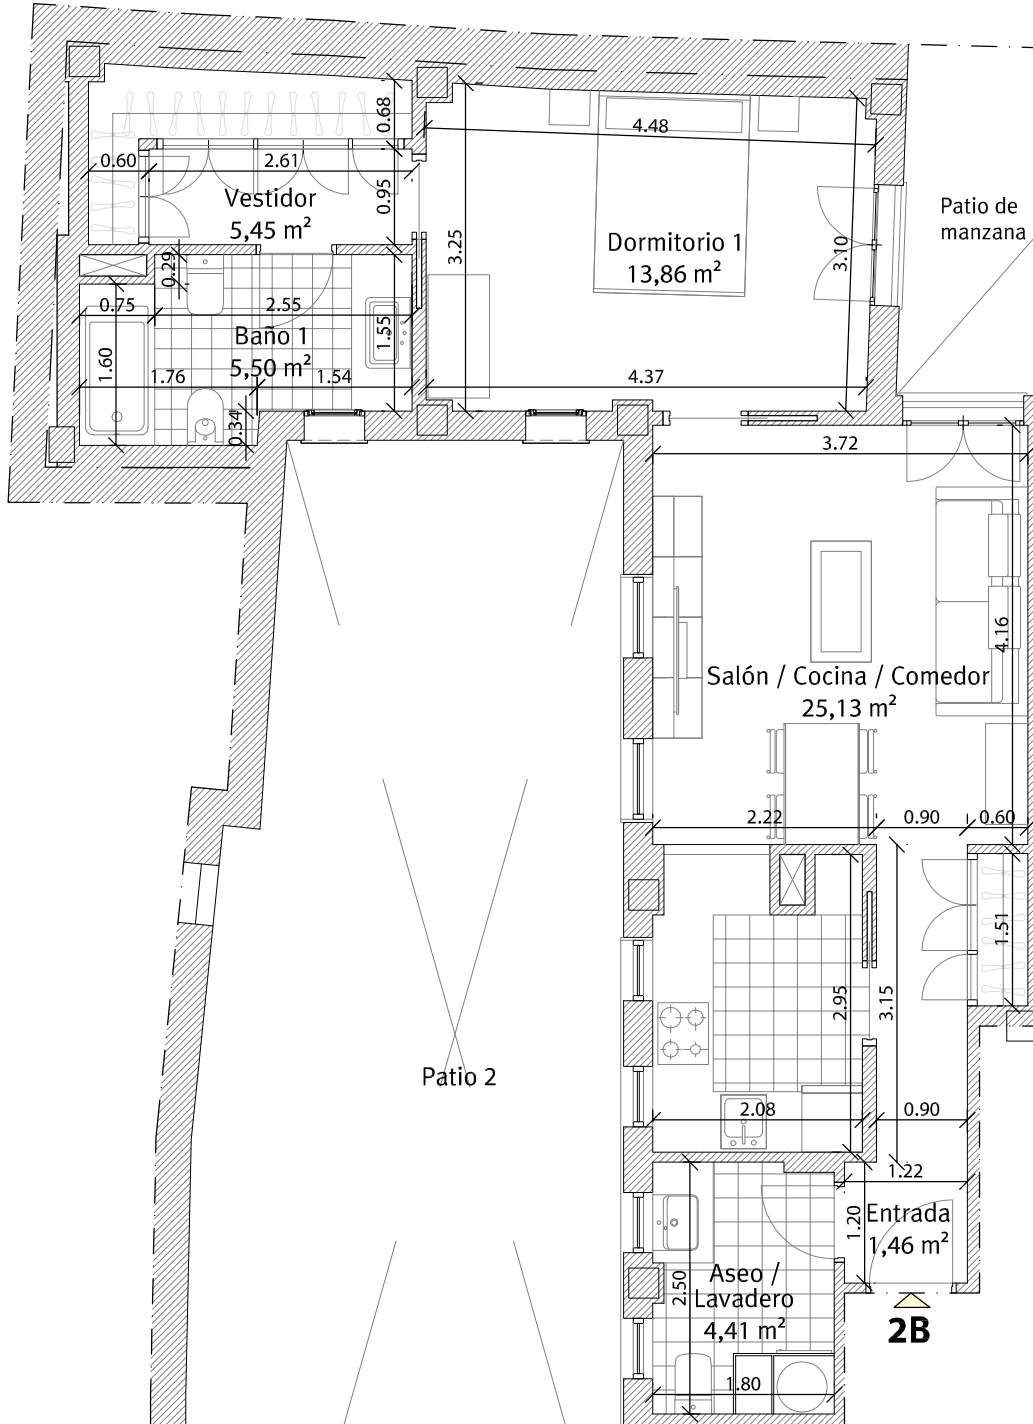 0.68
4.48
0.60
2.61
Vestidor
5,45 m²
0.95
Patio de
manzana
3.25
Dormitorio 1
13,86 m²
3.10
0.29
0.75
2.55
Baño 1
5,50 m²
1.55
1.60
1.76
1.54
4.37
0.34
3.72
4.16
Salón / Cocina / Comedor
25,13 m²
2.22
0.90
0.60
1.51
2.95
3.15
Patio 2
2.08
0.90
1.22
1.20
Entrada
1,46 m²
2.50
Aseo /
Lavadero
4,41 m²
2B
1.80